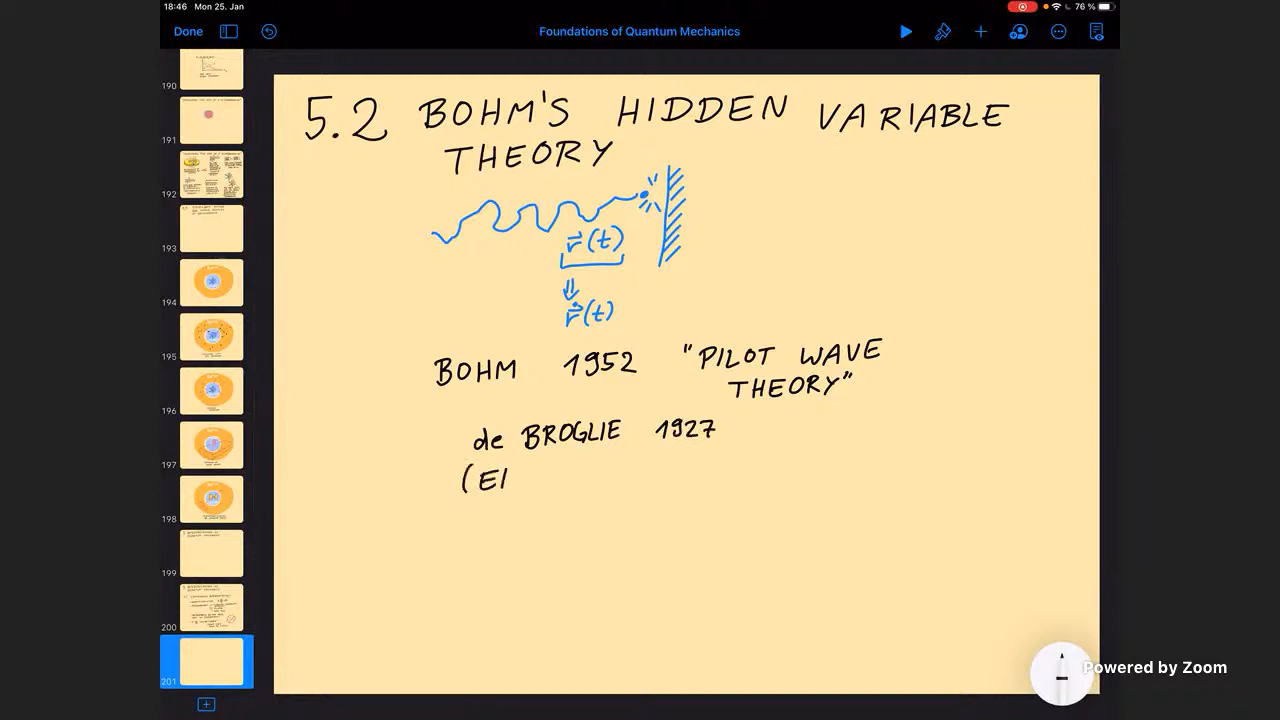 18:46 Mon 25. Jan 76 %
Done Foundations of Quantum Mechanics
190
191
192
193
194
195
196
197
198
199
200
201
5.2 BOHM'S HIDDEN VARIABLE
THEORY
r⃗(t)
⇓
ṙ⃗(t)
BOHM 1952 "PILOT WAVE
THEORY"
de BROGLIE 1927
(EI
Powered by Zoom